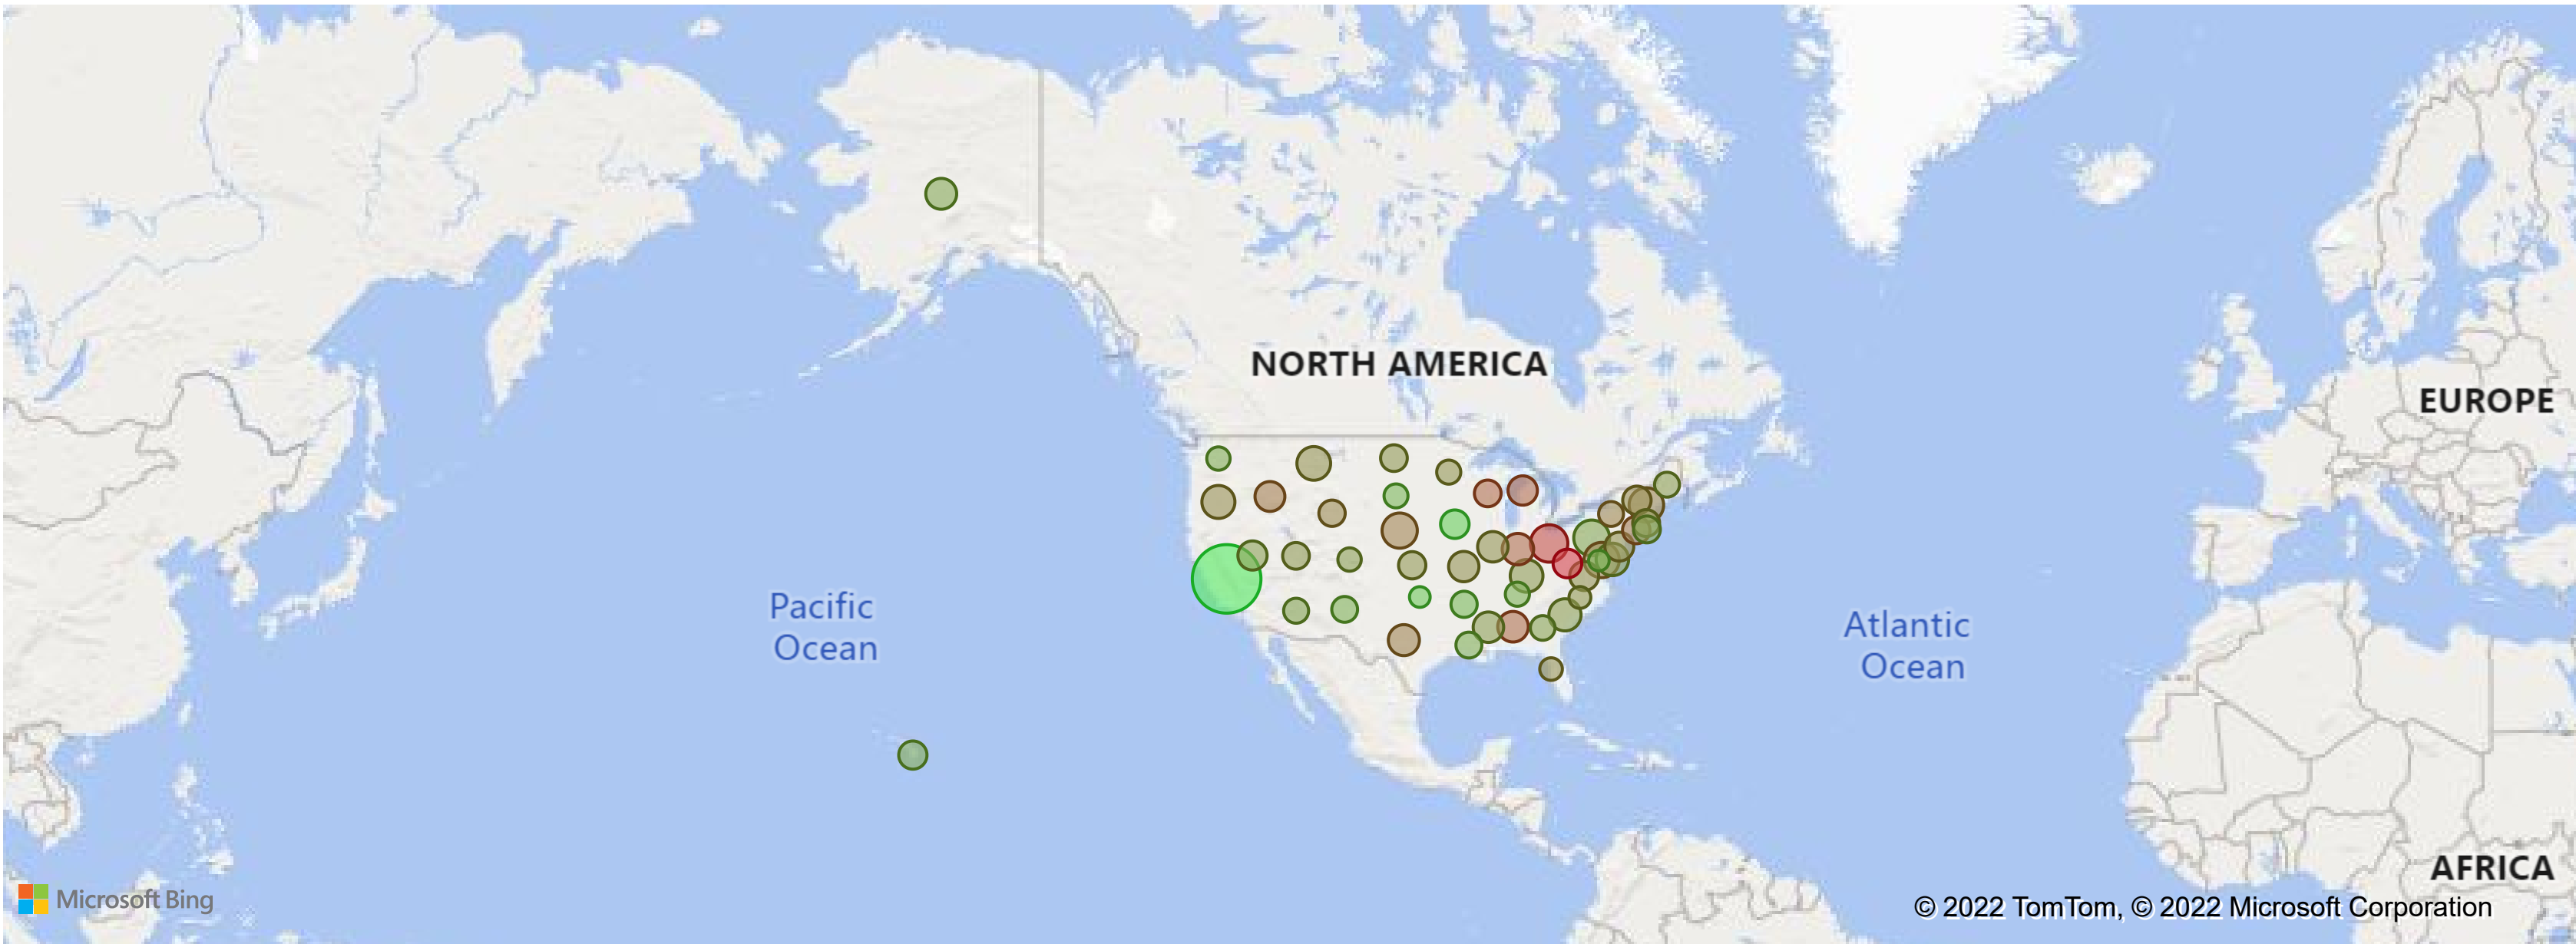 NORTH AMERICA
EUROPE
Pacific
Ocean
Atlantic
Ocean
AFRICA
Microsoft Bing
© 2022 TomTom, © 2022 Microsoft Corporation